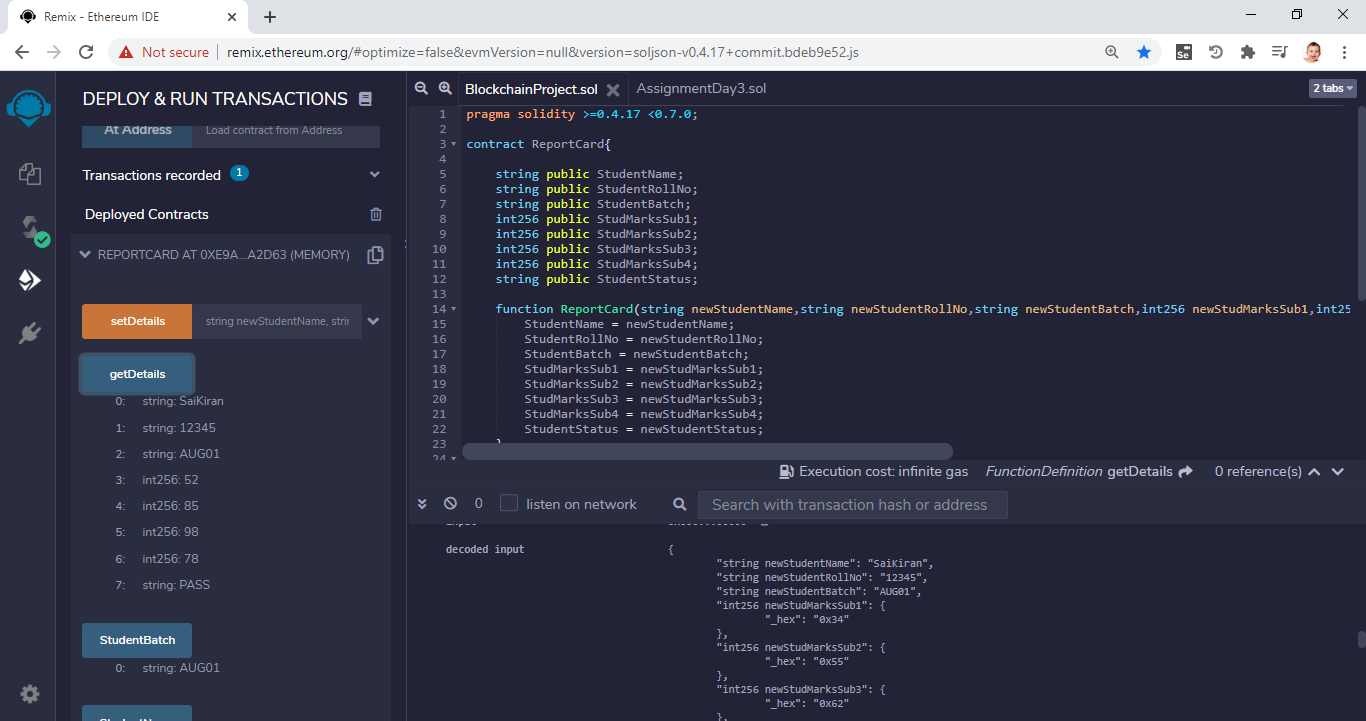 Remix - Ethereum IDE
Not secure
remix.ethereum.org/#optimize=false&evmVersion=null&version=soljson-v0.4.17+commit.bdeb9e52.js
Se
DEPLOY & RUN TRANSACTIONS
At Address
Load contract from Address
Transactions recorded 1
Deployed Contracts
REPORTCARD AT 0XE9A...A2D63 (MEMORY)
setDetails
string newStudentName, strin
getDetails
0: string: SaiKiran
1: string: 12345
2: string: AUG01
3: int256: 52
4: int256: 85
5: int256: 98
6: int256: 78
7: string: PASS
StudentBatch
0: string: AUG01
BlockchainProject.sol
AssignmentDay3.sol
2 tabs
1 pragma solidity >=0.4.17 <0.7.0;
2
3 contract ReportCard{
4
5 string public StudentName;
6 string public StudentRollNo;
7 string public StudentBatch;
8 int256 public StudMarksSub1;
9 int256 public StudMarksSub2;
10 int256 public StudMarksSub3;
11 int256 public StudMarksSub4;
12 string public StudentStatus;
13
14 function ReportCard(string newStudentName,string newStudentRollNo,string newStudentBatch,int256 newStudMarksSub1,int25
15 StudentName = newStudentName;
16 StudentRollNo = newStudentRollNo;
17 StudentBatch = newStudentBatch;
18 StudMarksSub1 = newStudMarksSub1;
19 StudMarksSub2 = newStudMarksSub2;
20 StudMarksSub3 = newStudMarksSub3;
21 StudMarksSub4 = newStudMarksSub4;
22 StudentStatus = newStudentStatus;
23 }
24
Execution cost: infinite gas FunctionDefinition getDetails 0 reference(s)
0 listen on network
Search with transaction hash or address
decoded input {
"string newStudentName": "SaiKiran",
"string newStudentRollNo": "12345",
"string newStudentBatch": "AUG01",
"int256 newStudMarksSub1": {
"_hex": "0x34"
},
"int256 newStudMarksSub2": {
"_hex": "0x55"
},
"int256 newStudMarksSub3": {
"_hex": "0x62"
},